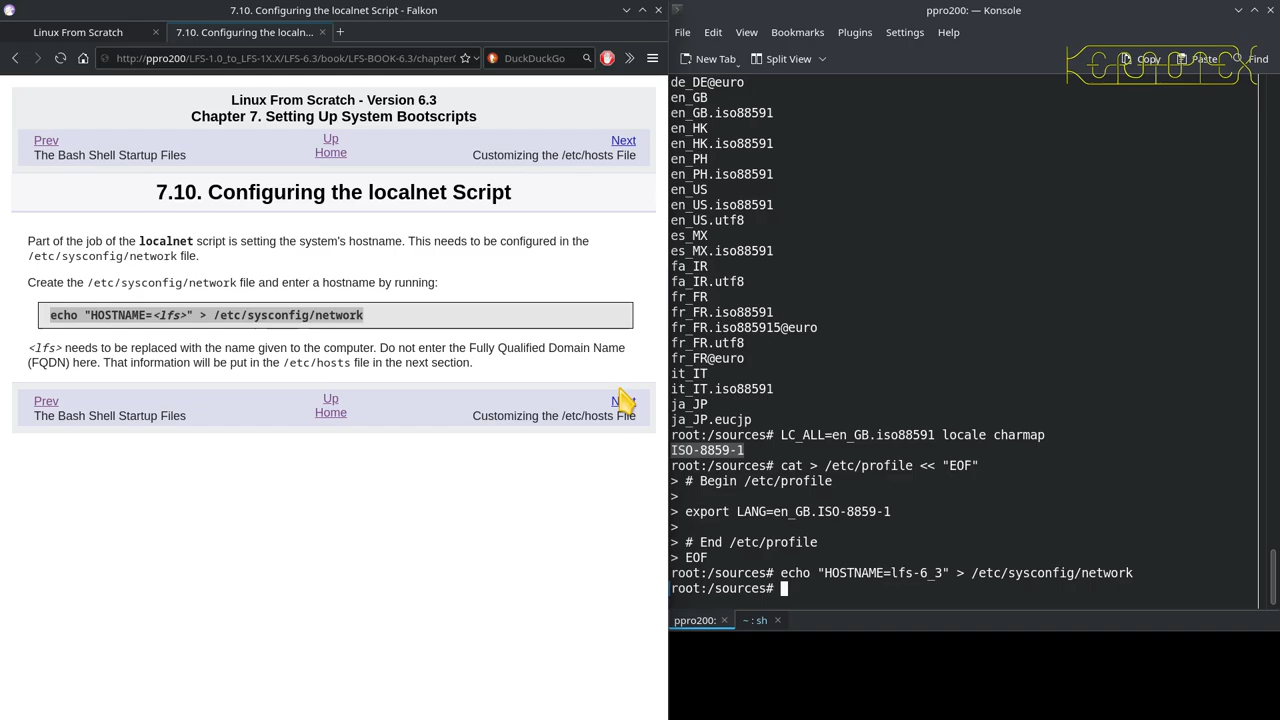 7.10. Configuring the localnet Script - Falkon
Linux From Scratch
7.10. Configuring the localn...
http://ppro200/LFS-1.0_to_LFS-1X.X/LFS-6.3/book/LFS-BOOK-6.3/chapter(
DuckDuckGo
Linux From Scratch - Version 6.3
Chapter 7. Setting Up System Bootscripts
Prev
Up
Next
The Bash Shell Startup Files
Home
Customizing the /etc/hosts File
7.10. Configuring the localnet Script
Part of the job of the localnet script is setting the system's hostname. This needs to be configured in the
/etc/sysconfig/network file.
Create the /etc/sysconfig/network file and enter a hostname by running:
echo "HOSTNAME=<lfs>" > /etc/sysconfig/network
<lfs> needs to be replaced with the name given to the computer. Do not enter the Fully Qualified Domain Name
(FQDN) here. That information will be put in the /etc/hosts file in the next section.
Prev
Up
Next
The Bash Shell Startup Files
Home
Customizing the /etc/hosts File
ppro200: — Konsole
File Edit View Bookmarks Plugins Settings Help
New Tab
Split View
Copy
Paste
Find
Kernotex
de_DE@euro
en_GB
en_GB.iso88591
en_HK
en_HK.iso88591
en_PH
en_PH.iso88591
en_US
en_US.iso88591
en_US.utf8
es_MX
es_MX.iso88591
fa_IR
fa_IR.utf8
fr_FR
fr_FR.iso88591
fr_FR.iso885915@euro
fr_FR.utf8
fr_FR@euro
it_IT
it_IT.iso88591
ja_JP
ja_JP.eucjp
root:/sources# LC_ALL=en_GB.iso88591 locale charmap
ISO-8859-1
root:/sources# cat > /etc/profile << "EOF"
> # Begin /etc/profile
>
> export LANG=en_GB.ISO-8859-1
>
> # End /etc/profile
> EOF
root:/sources# echo "HOSTNAME=lfs-6_3" > /etc/sysconfig/network
root:/sources#
ppro200:
~ : sh